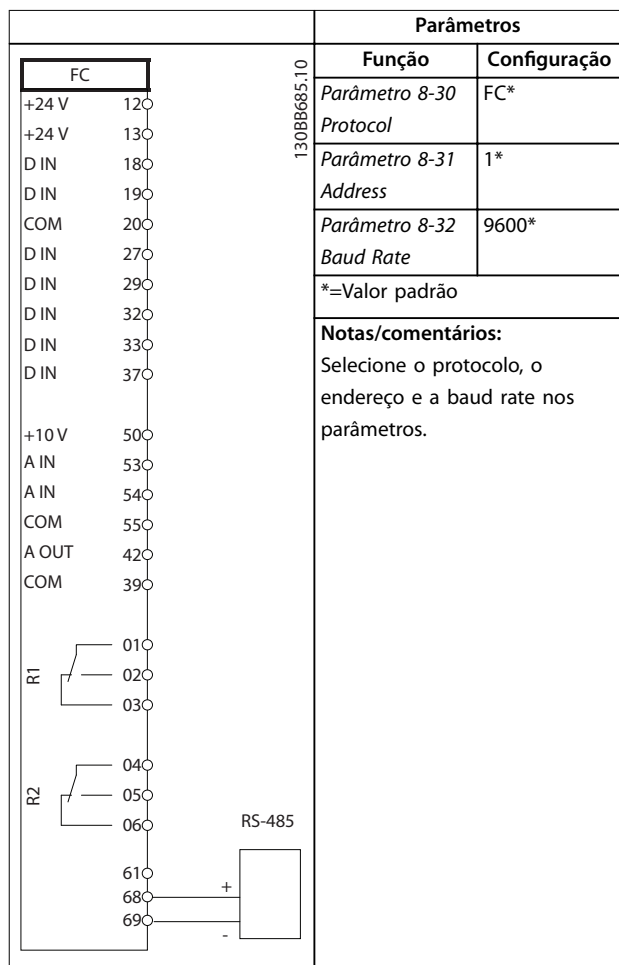 Parâmetros
Função Configuração
Parâmetro 8-30 Protocol FC*
Parâmetro 8-31 Address 1*
Parâmetro 8-32 Baud Rate 9600*
*=Valor padrão
Notas/comentários:
Selecione o protocolo, o
endereço e a baud rate nos
parâmetros.
FC
130BB685.10
+24 V 12
+24 V 13
D IN 18
D IN 19
COM 20
D IN 27
D IN 29
D IN 32
D IN 33
D IN 37
+10 V 50
A IN 53
A IN 54
COM 55
A OUT 42
COM 39
R1
01
02
03
R2
04
05
06
RS-485
61
68 +
69 -